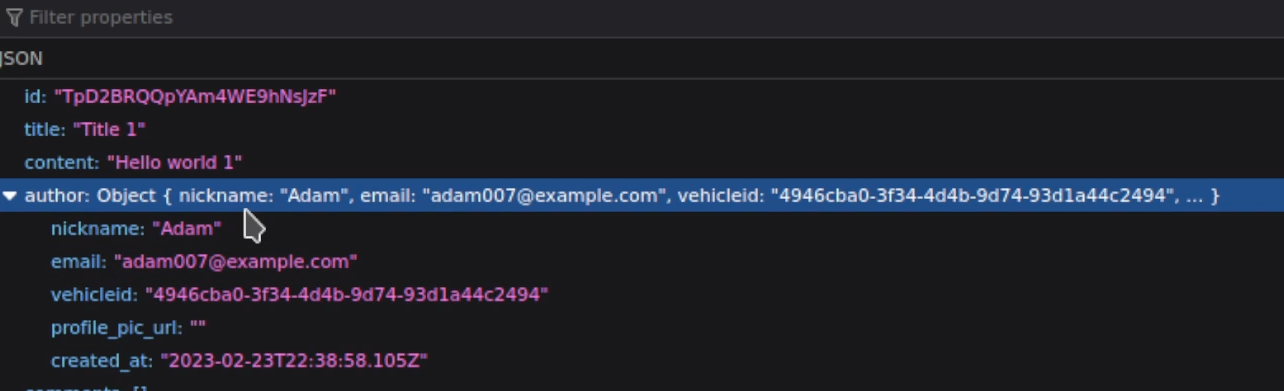 Filter properties
JSON
id: "TpD2BRQQpYAm4WE9hNsJzF"
title: "Title 1"
content: "Hello world 1"
author: Object { nickname: "Adam", email: "adam007@example.com", vehicleid: "4946cba0-3f34-4d4b-9d74-93d1a44c2494", ... }
nickname: "Adam"
email: "adam007@example.com"
vehicleid: "4946cba0-3f34-4d4b-9d74-93d1a44c2494"
profile_pic_url: ""
created_at: "2023-02-23T22:38:58.105Z"
comments: []